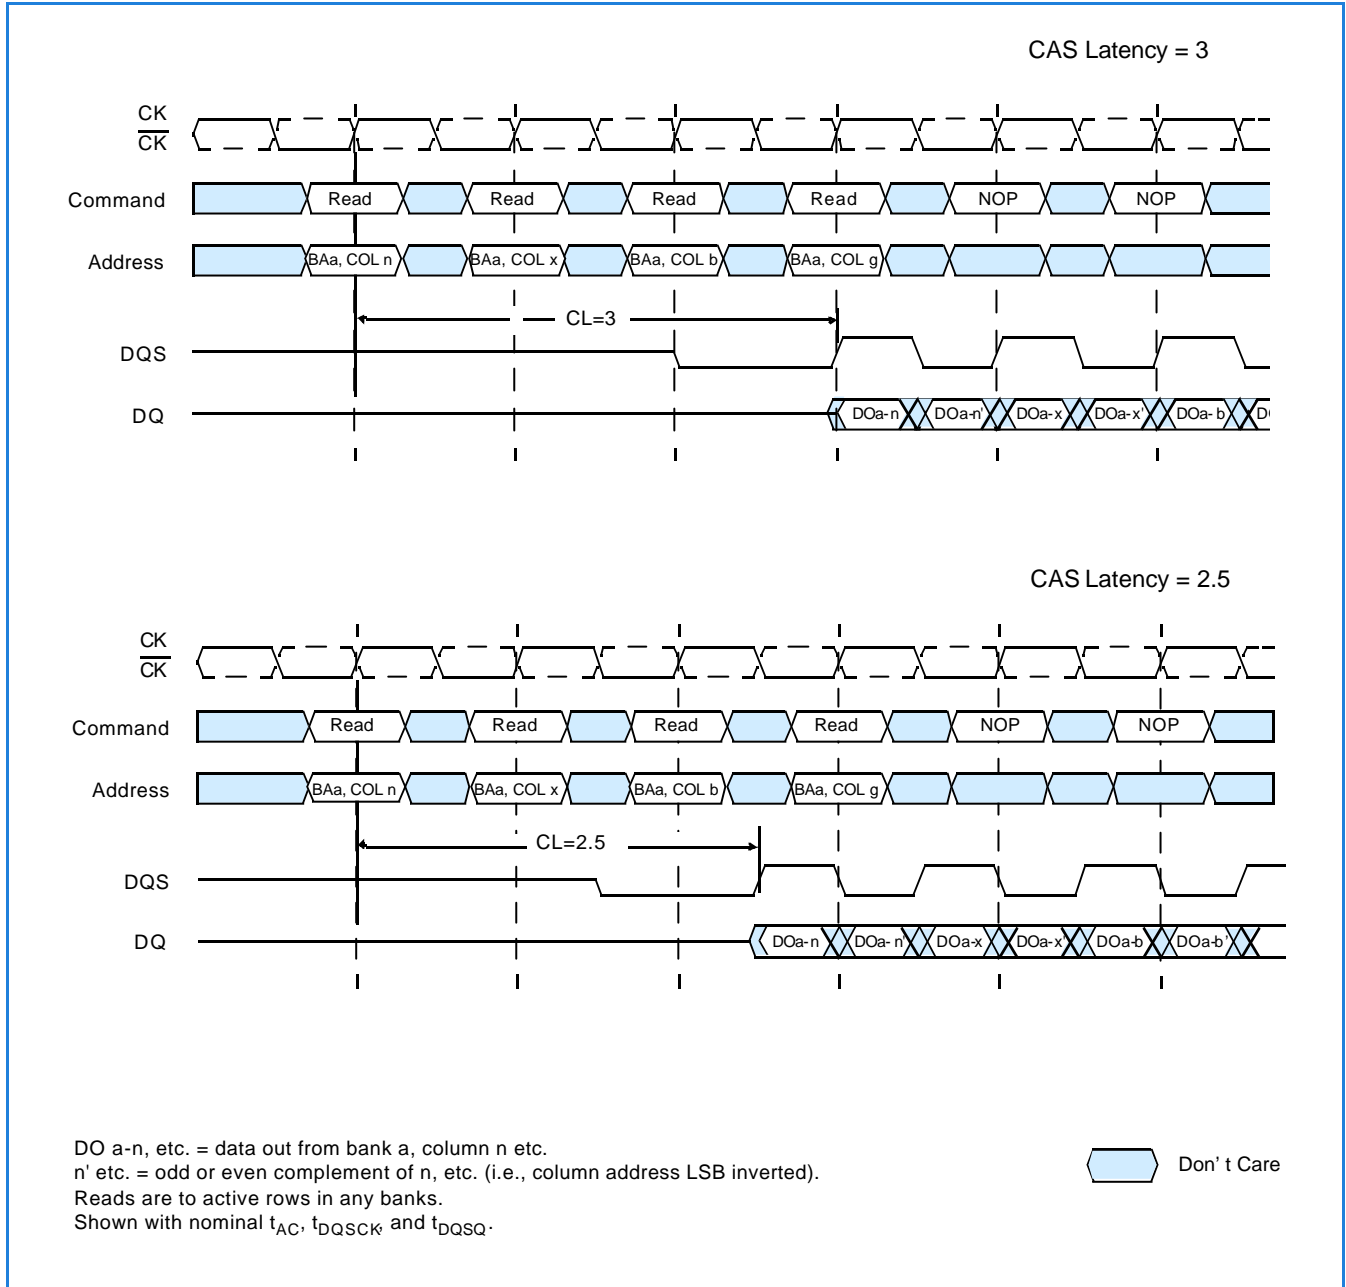 CAS Latency = 3
CK
CK
Command Read Read Read Read NOP NOP
Address BAa, COL n BAa, COL x BAa, COL b BAa, COL g
CL=3
DQS
DQ DOa-n DOa-n' DOa-x DOa-x' DOa-b
CAS Latency = 2.5
CK
CK
Command Read Read Read Read NOP NOP
Address BAa, COL n BAa, COL x BAa, COL b BAa, COL g
CL=2.5
DQS
DQ DOa-n DOa-n' DOa-x DOa-x' DOa-b DOa-b'
DO a-n, etc. = data out from bank a, column n etc.
n' etc. = odd or even complement of n, etc. (i.e., column address LSB inverted).
Reads are to active rows in any banks.
Shown with nominal tAC, tDQSCK, and tDQSQ.
Don't Care